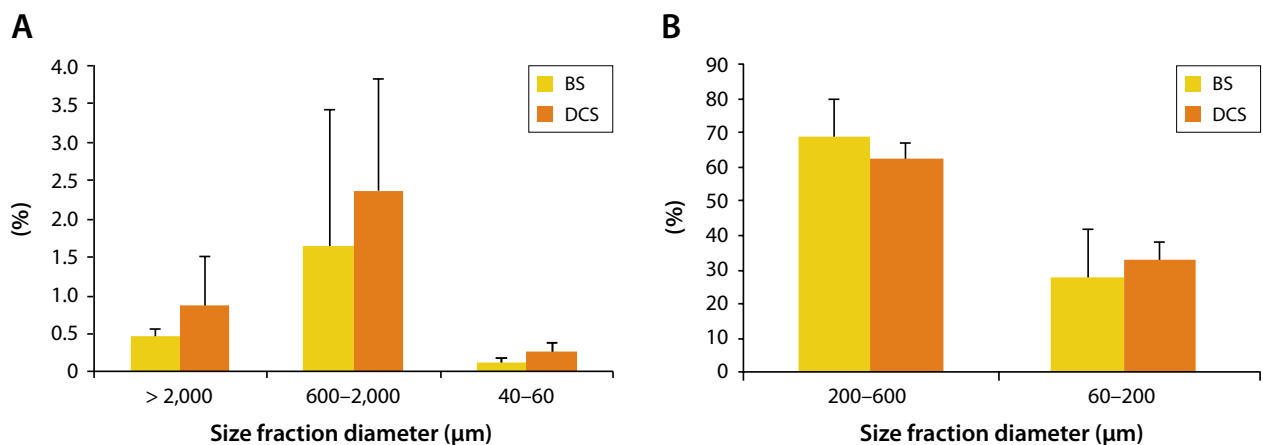 A
4.0
3.5
3.0
2.5
2.0
1.5
1.0
0.5
0
(%)
BS
DCS
> 2,000 600–2,000 40–60
Size fraction diameter (µm)
B
90
80
70
60
50
40
30
20
10
0
(%)
BS
DCS
200–600 60–200
Size fraction diameter (µm)